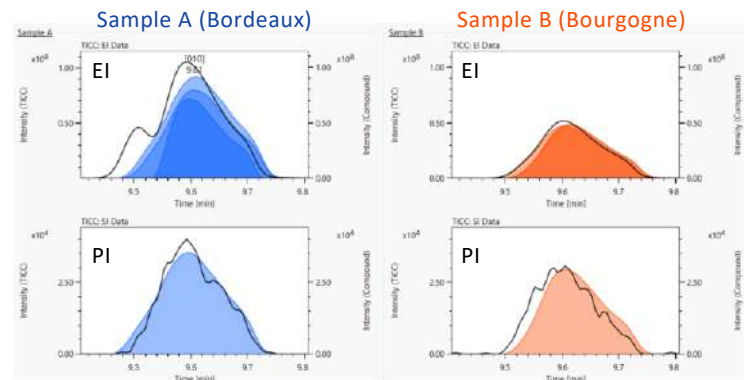 Sample A (Bordeaux)
Sample B (Bourgogne)
Sample A
TICC: EI Data
EI
[010]
9.61
1.00
0.50
0.00
1.00
0.50
0.00
Intensity (TICC)
Intensity (Compound)
9.5
9.6
9.7
9.8
Time (min)
Sample B
TICC: EI Data
EI
1.00
0.50
0.00
1.00
0.50
0.00
Intensity (TICC)
Intensity (Compound)
9.5
9.6
9.7
9.8
Time (min)
TICC: SI Data
PI
x10⁴
2.50
0.00
2.50
0.00
Intensity (TICC)
Intensity (Compound)
9.5
9.6
9.7
9.8
Time (min)
TICC: SI Data
PI
x10⁴
2.50
0.00
2.50
0.00
Intensity (TICC)
Intensity (Compound)
9.5
9.6
9.7
9.8
Time (min)